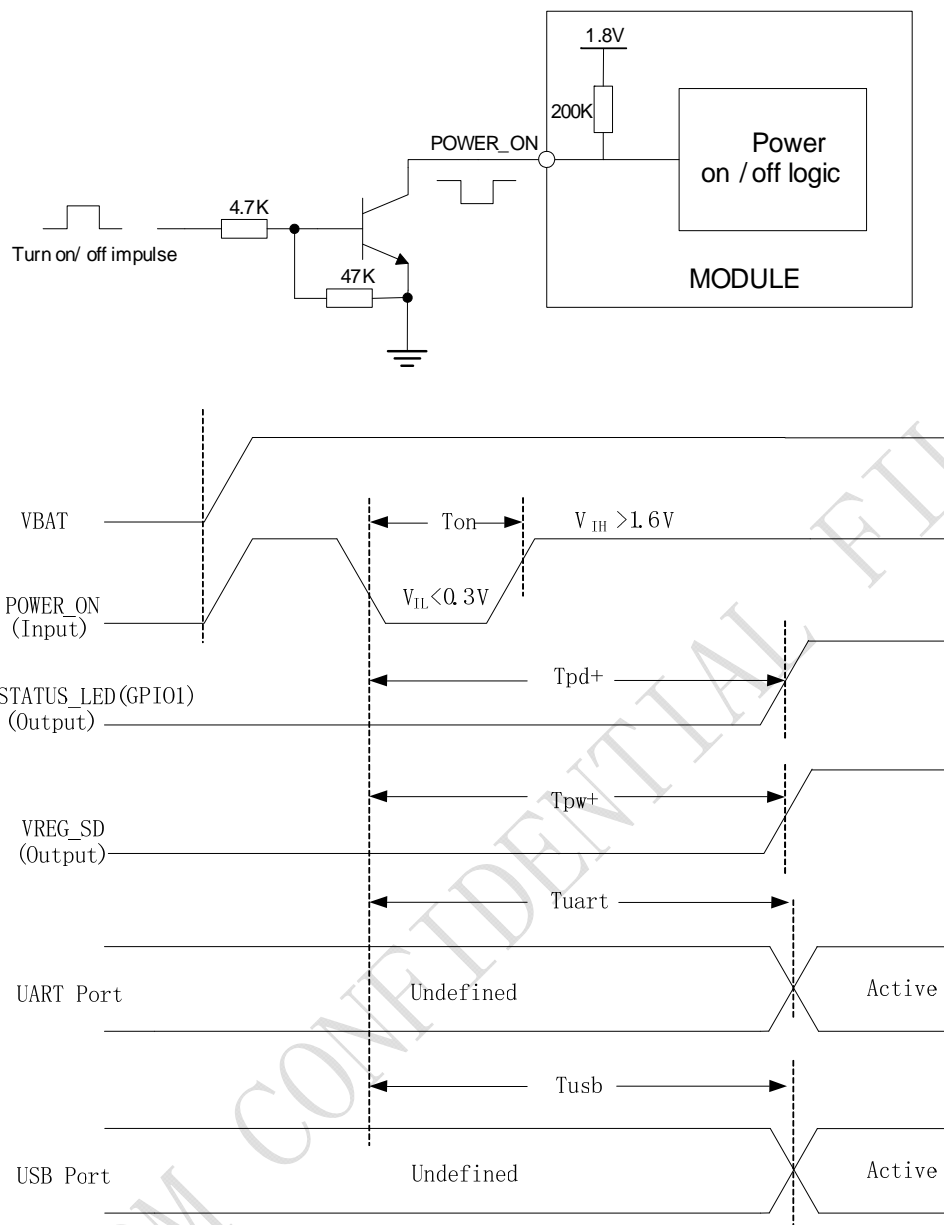 1.8V
200K
POWER_ON
Power
on / off logic
4.7K
Turn on/ off impulse
47K
MODULE
VBAT
Ton
V IH >1.6V
POWER_ON
(Input)
VIL<0.3V
STATUS_LED(GPIO1)
(Output)
Tpd+
VREG_SD
(Output)
Tpw+
Tuart
UART Port
Undefined
Active
Tusb
USB Port
Undefined
Active
CONFIDENTIAL